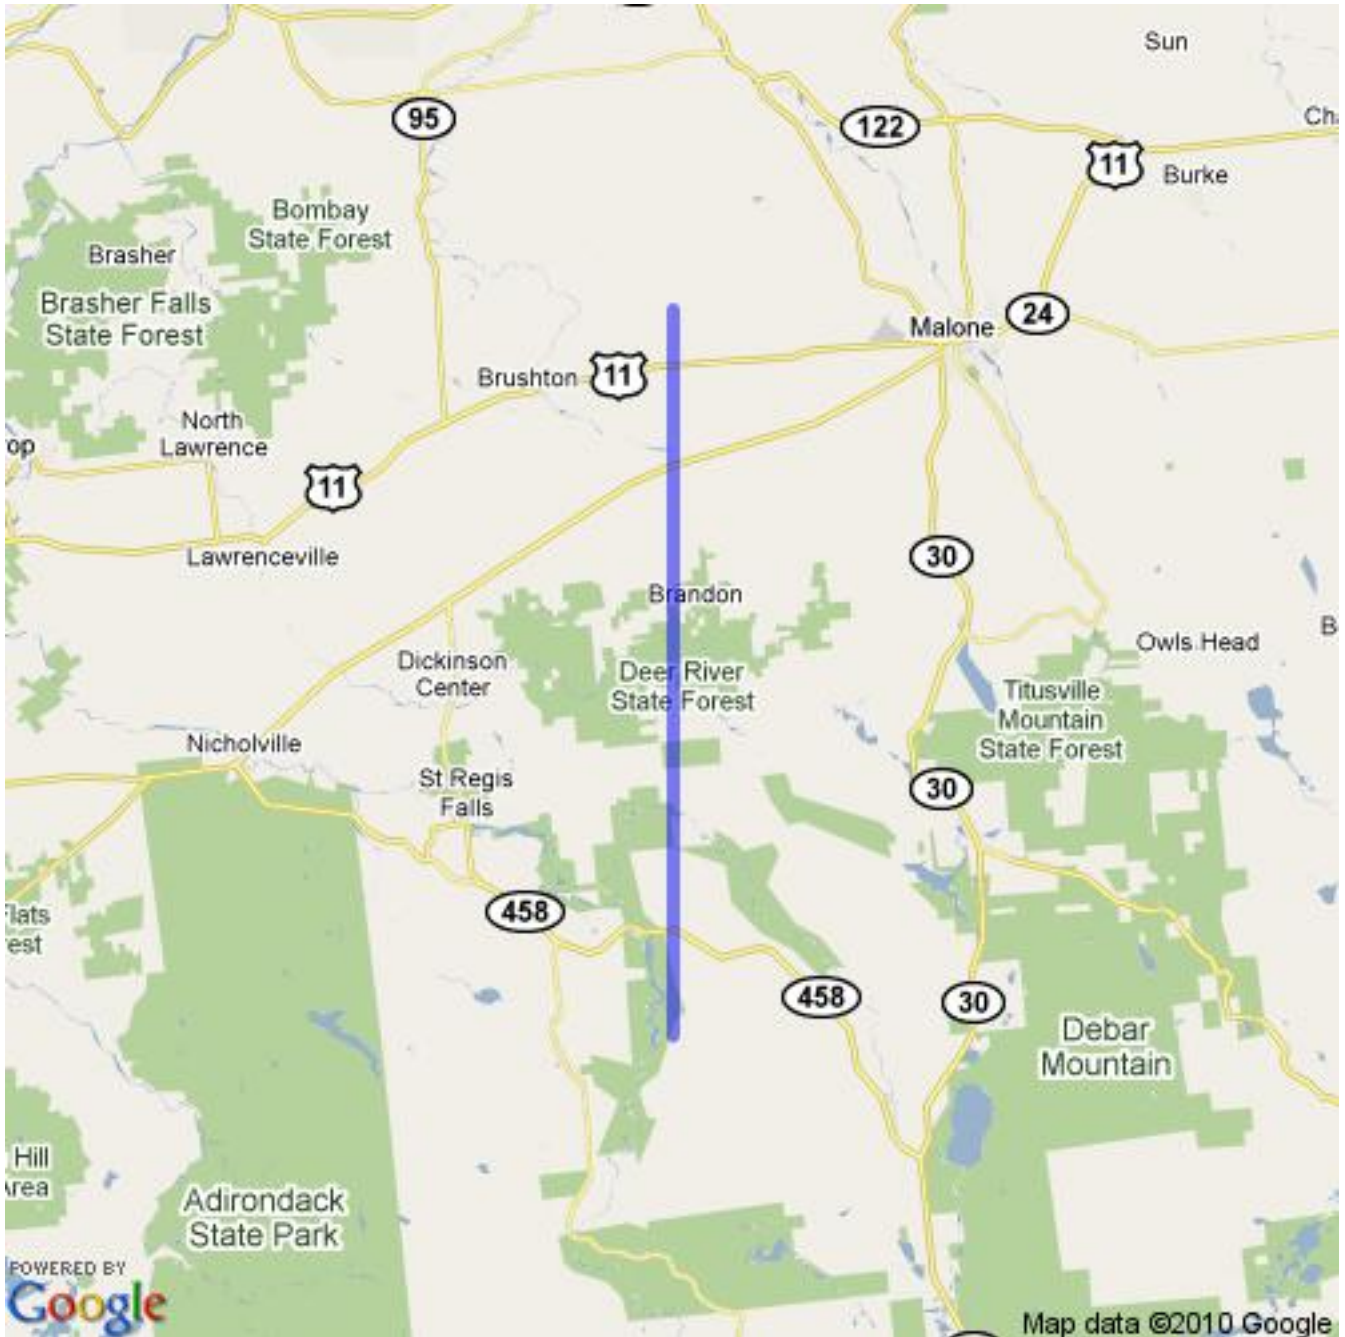 Sun
95
122
Ch
11
Burke
Bombay
State Forest
Brasher
Brasher Falls
State Forest
24
Malone
Brushton
11
North
Lawrence
op
11
Lawrenceville
30
Brandon
Owls Head
B
Dickinson
Center
Deer River
State Forest
Titusville
Mountain
State Forest
Nicholville
St Regis
Falls
30
458
Flats
rest
458
30
Debar
Mountain
Hill
Area
Adirondack
State Park
POWERED BY
Google
Map data ©2010 Google